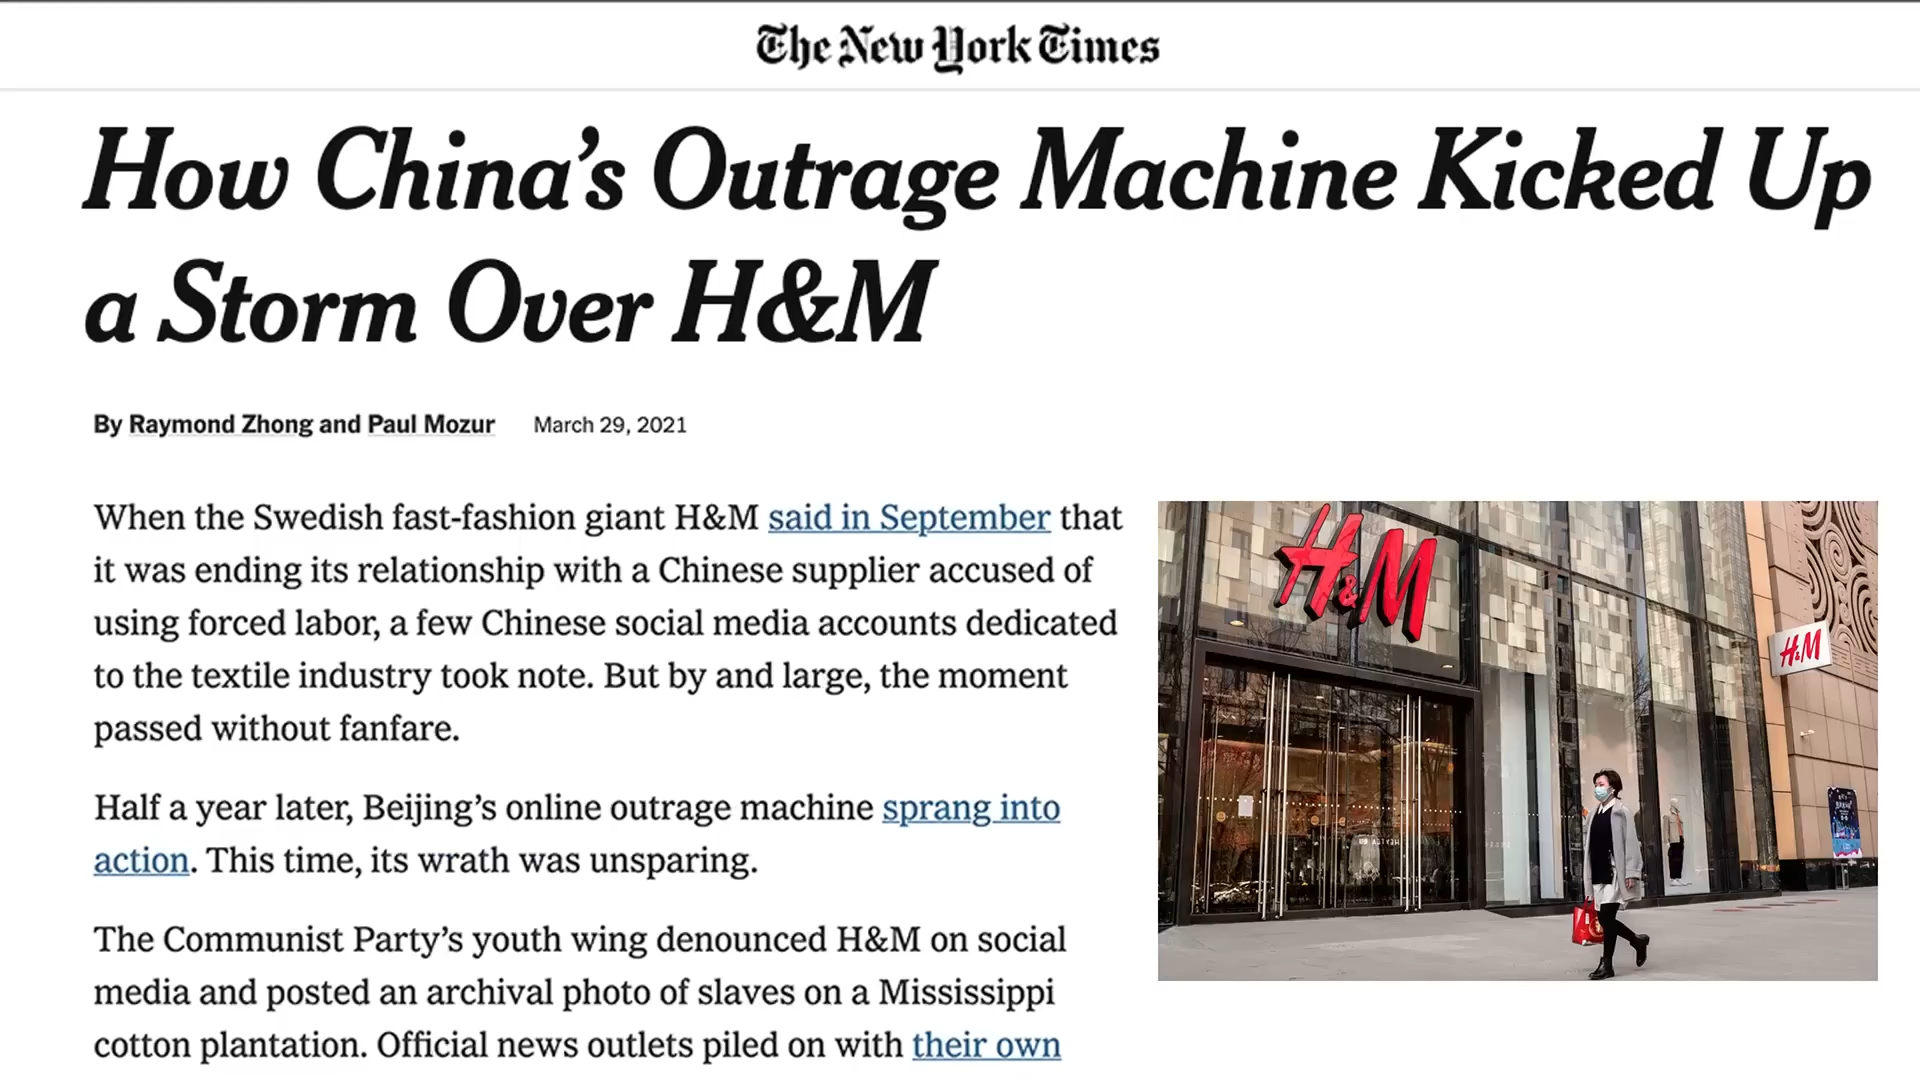 The New York Times
How China's Outrage Machine Kicked Up
a Storm Over H&M
By Raymond Zhong and Paul Mozur March 29, 2021
When the Swedish fast-fashion giant H&M said in September that
it was ending its relationship with a Chinese supplier accused of
using forced labor, a few Chinese social media accounts dedicated
to the textile industry took note. But by and large, the moment
passed without fanfare.
Half a year later, Beijing's online outrage machine sprang into
action. This time, its wrath was unsparing.
The Communist Party's youth wing denounced H&M on social
media and posted an archival photo of slaves on a Mississippi
cotton plantation. Official news outlets piled on with their own
H&M
H&M